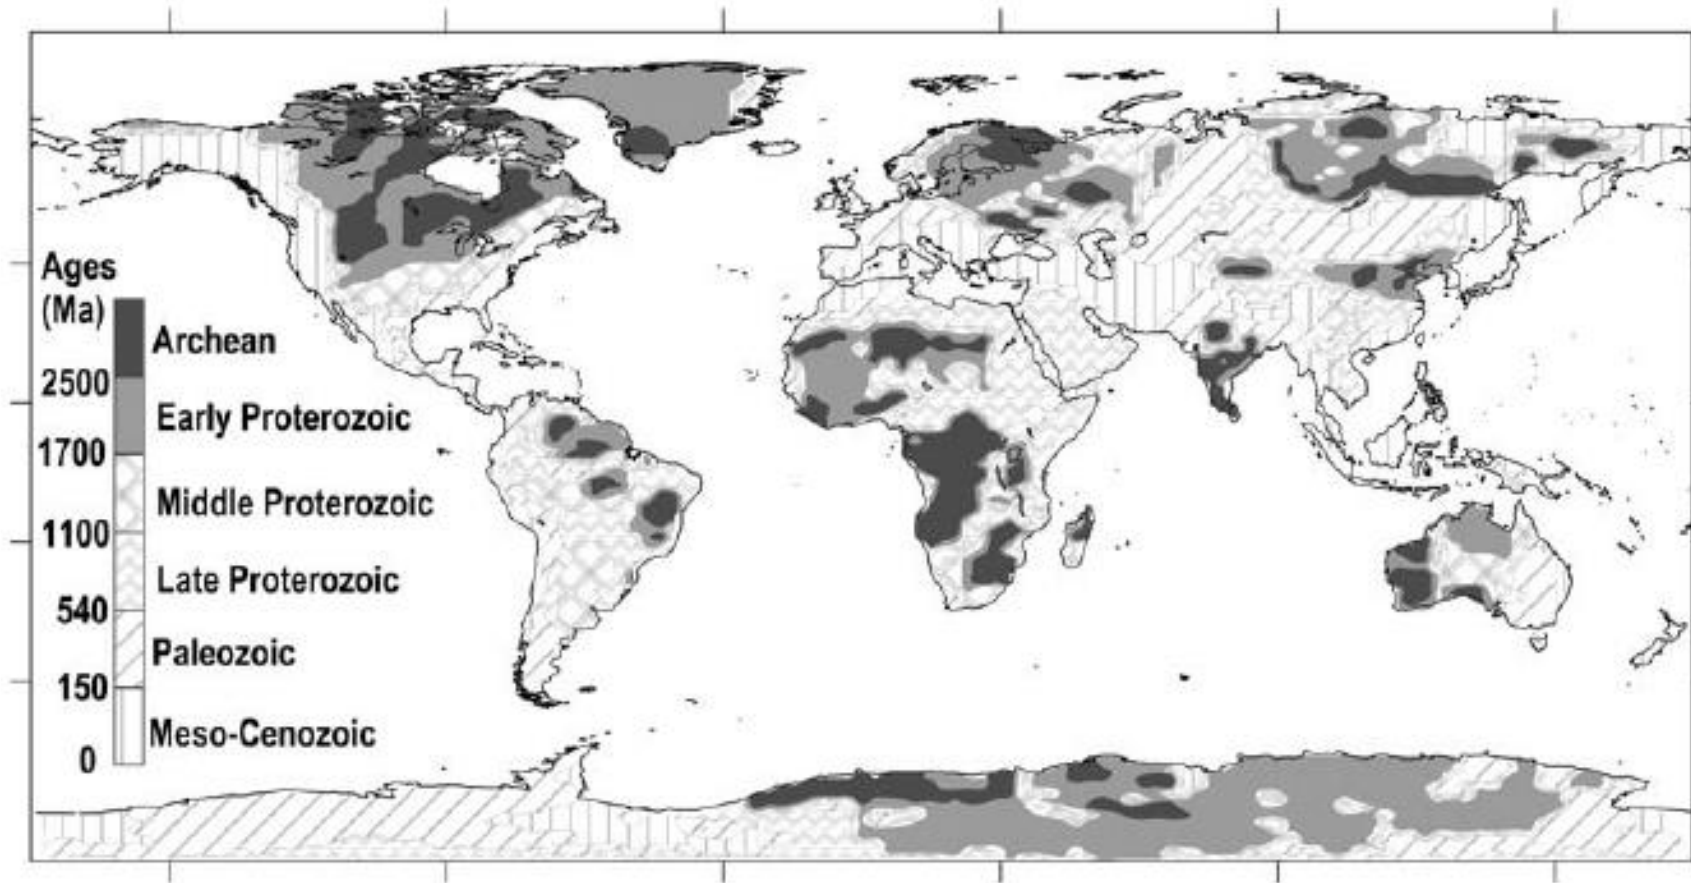 Ages
(Ma)
Archean
2500
Early Proterozoic
1700
Middle Proterozoic
1100
Late Proterozoic
540
Paleozoic
150
Meso-Cenozoic
0